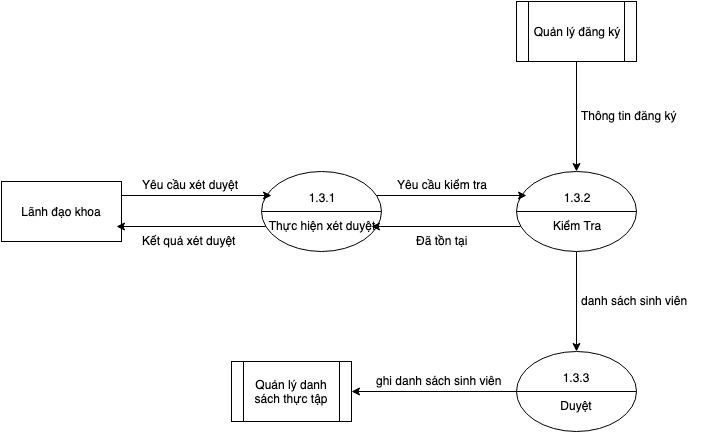 Quản lý đăng ký
Thông tin đăng ký
Yêu cầu xét duyệt
1.3.1
Yêu cầu kiểm tra
1.3.2
Lãnh đạo khoa
Thực hiện xét duyệt
Kiểm Tra
Kết quả xét duyệt
Đã tồn tại
danh sách sinh viên
1.3.3
ghi danh sách sinh viên
Quản lý danh
sách thực tập
Duyệt